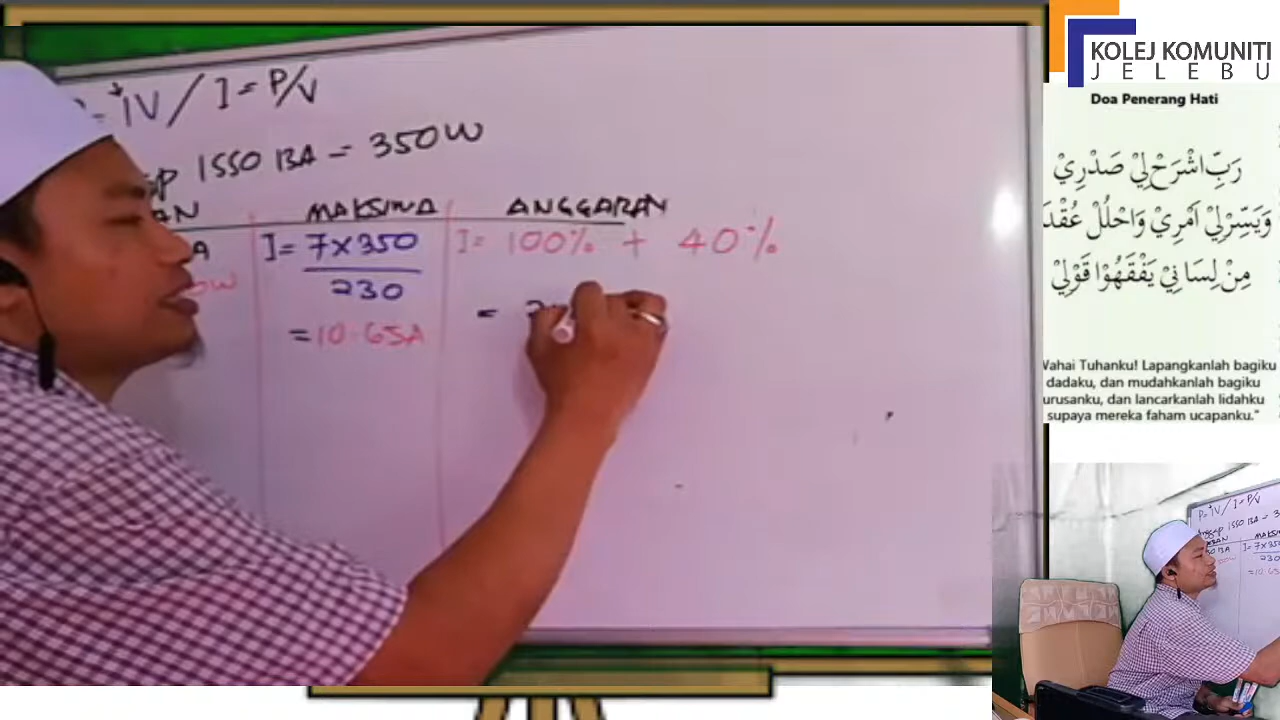 IV / I = P/V
1550 BA = 350W
MAKSIMA
ANGGARAN
A
I = 7 x 350
230
= 10.65A
I = 100% + 40%
=
KOLEJ KOMUNITI
JELEBU
Doa Penerang Hati
رَبِّ اشْرَحْ لِيْ صَدْرِيْ
وَيَسِّرْلِيْ اَمْرِيْ وَاحْلُلْ عُقْدَ
مِنْ لِسَانِيْ يَفْقَهُوْا قَوْلِيْ
Wahai Tuhanku! Lapangkanlah bagiku
dadaku, dan mudahkanlah bagiku
urusanku, dan lancarkanlah lidahku
supaya mereka faham ucapanku."